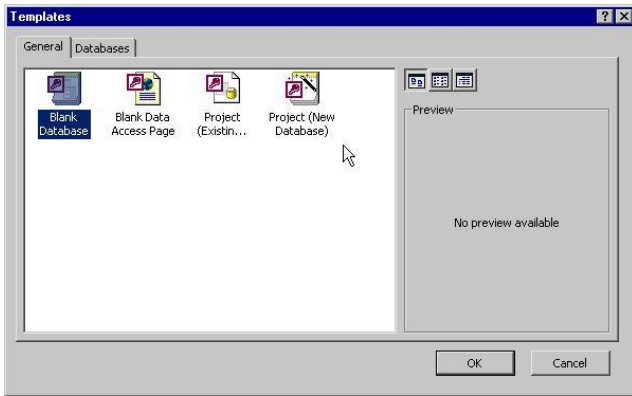 Templates
General
Databases
Blank
Database
Blank Data
Access Page
Project
(Existin...
Project (New
Database)
Preview
No preview available
OK
Cancel